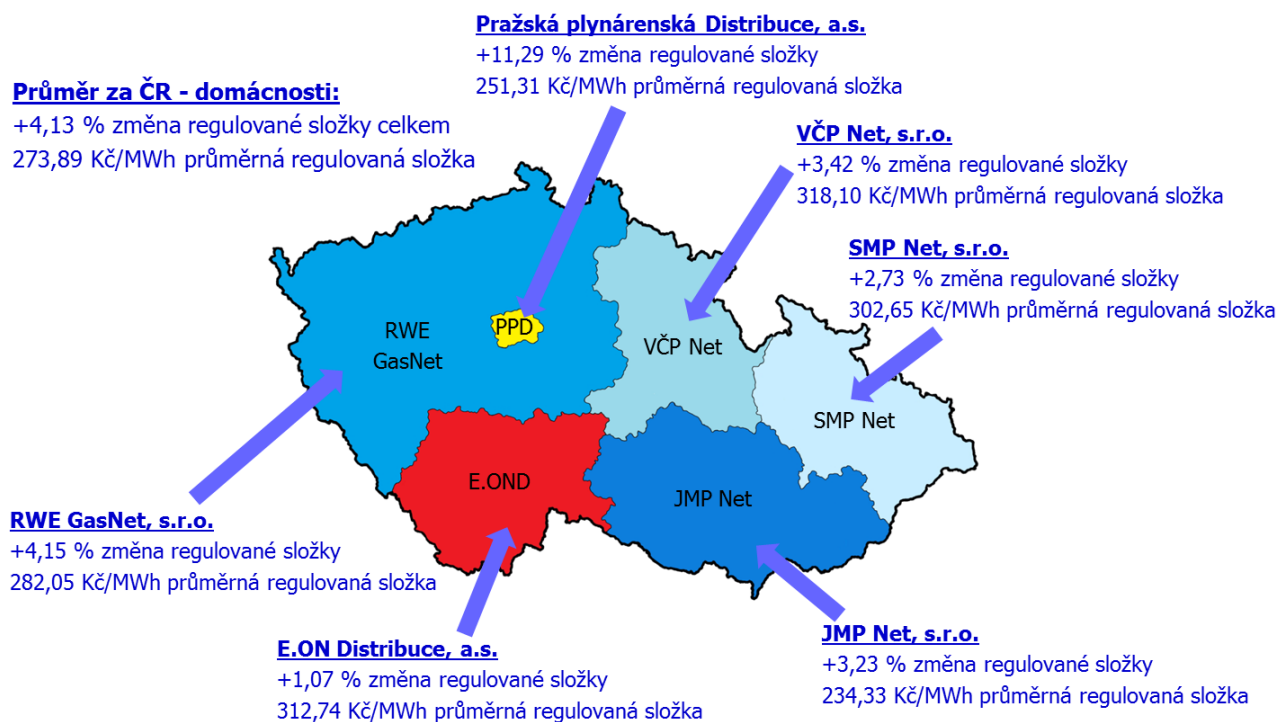 Pražská plynárenská Distribuce, a.s.
+11,29 % změna regulované složky
251,31 Kč/MWh průměrná regulovaná složka
Průměr za ČR - domácnosti:
+4,13 % změna regulované složky celkem
273,89 Kč/MWh průměrná regulovaná složka
VČP Net, s.r.o.
+3,42 % změna regulované složky
318,10 Kč/MWh průměrná regulovaná složka
SMP Net, s.r.o.
+2,73 % změna regulované složky
302,65 Kč/MWh průměrná regulovaná složka
RWE
GasNet
PPD
VČP Net
SMP Net
E.OND
JMP Net
RWE GasNet, s.r.o.
+4,15 % změna regulované složky
282,05 Kč/MWh průměrná regulovaná složka
E.ON Distribuce, a.s.
+1,07 % změna regulované složky
312,74 Kč/MWh průměrná regulovaná složka
JMP Net, s.r.o.
+3,23 % změna regulované složky
234,33 Kč/MWh průměrná regulovaná složka